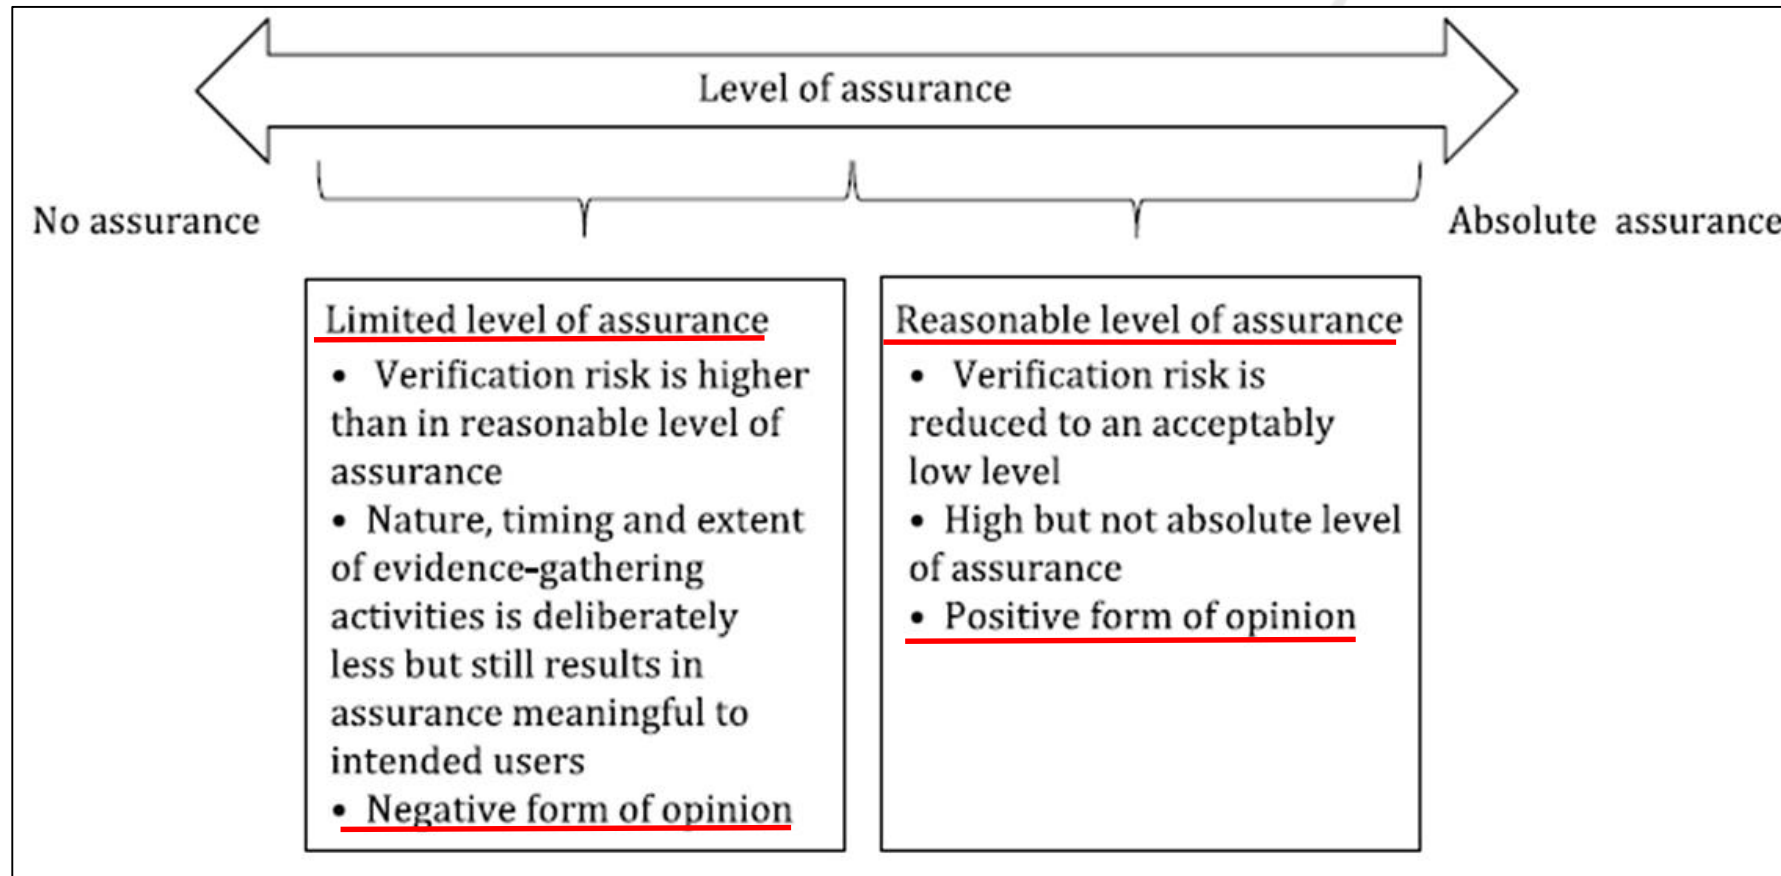 Level of assurance
No assurance
Absolute assurance
Limited level of assurance
• Verification risk is higher
than in reasonable level of
assurance
• Nature, timing and extent
of evidence-gathering
activities is deliberately
less but still results in
assurance meaningful to
intended users
• Negative form of opinion
Reasonable level of assurance
• Verification risk is
reduced to an acceptably
low level
• High but not absolute level
of assurance
• Positive form of opinion